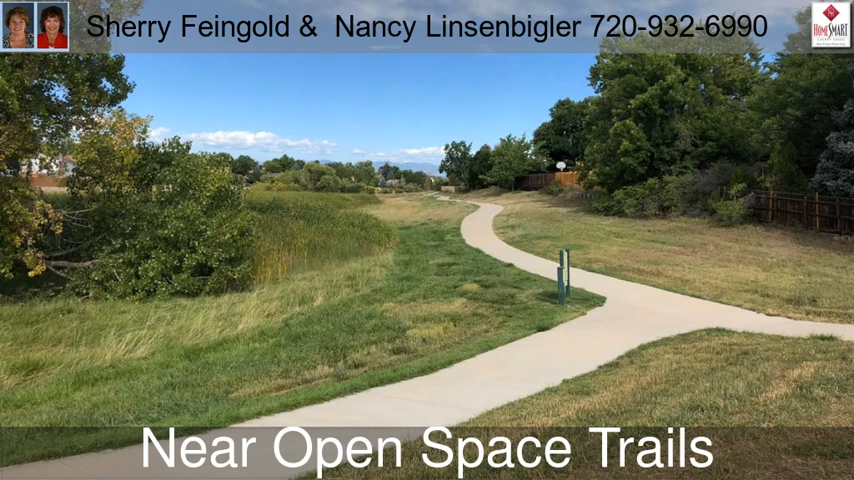 Sherry Feingold &  Nancy Linsenbigler 720-932-6990
HOMESMART
Near Open Space Trails